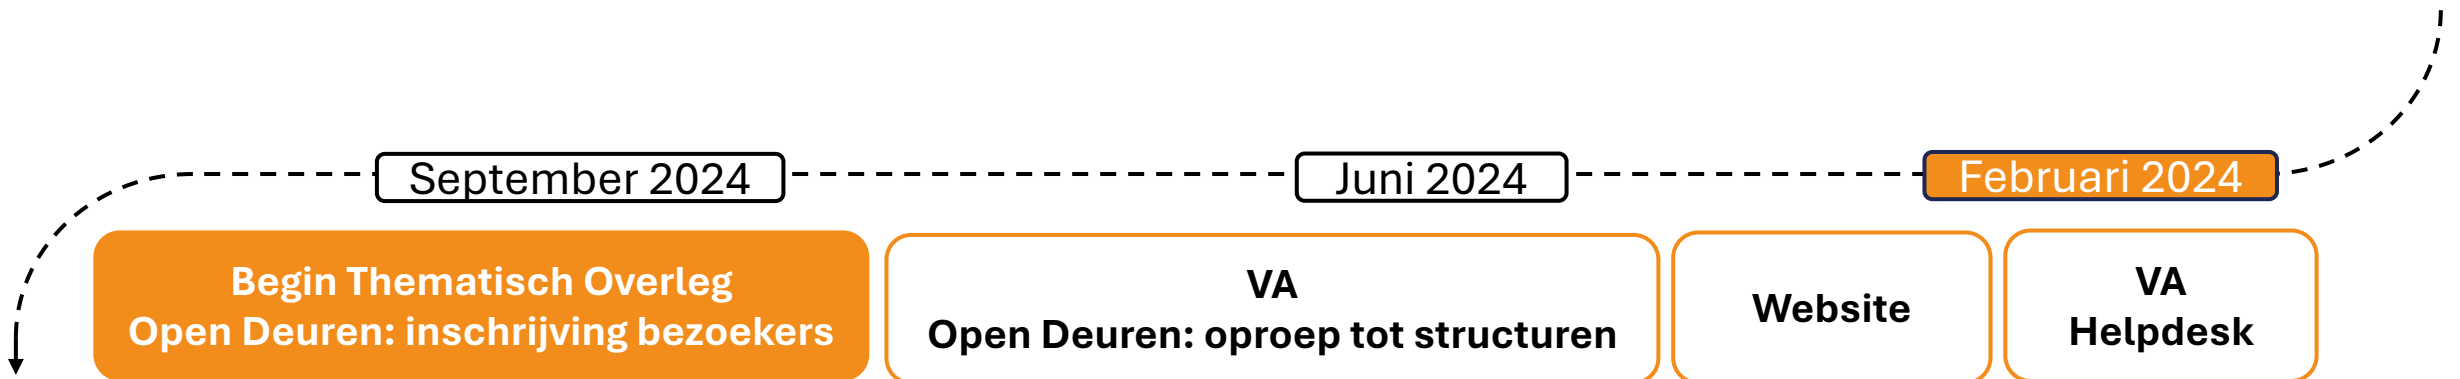 September 2024
Juni 2024
Februari 2024
Begin Thematisch Overleg
Open Deuren: inschrijving bezoekers
VA
Open Deuren: oproep tot structuren
Website
VA
Helpdesk